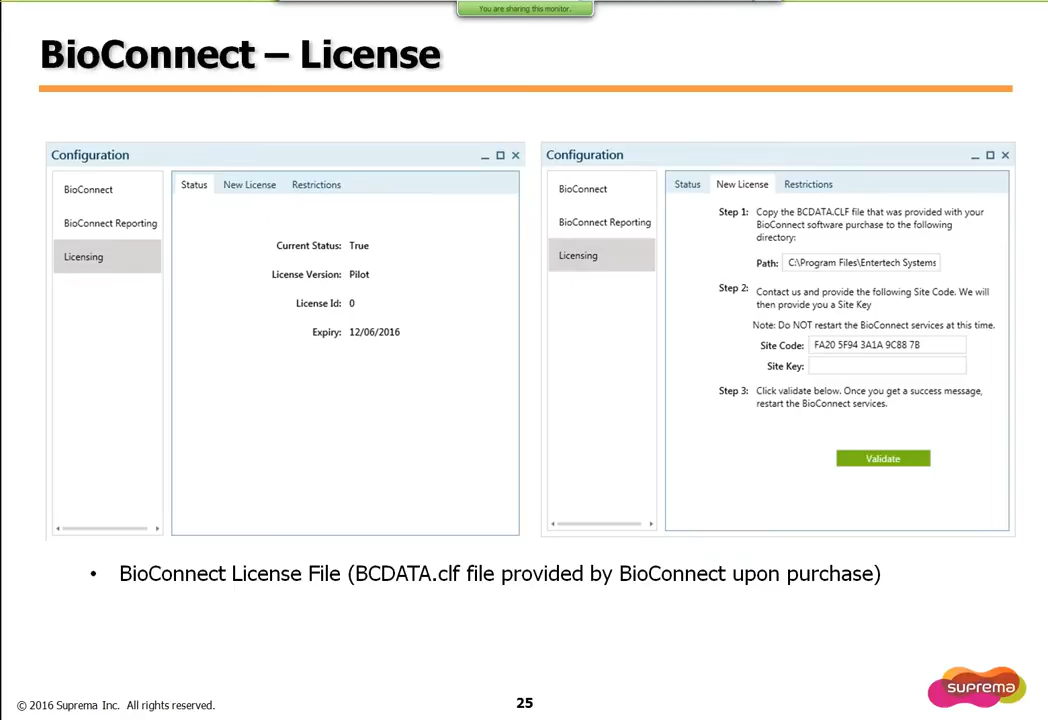 You are sharing this monitor.
BioConnect – License
Configuration
BioConnect
BioConnect Reporting
Licensing
Status New License Restrictions
Current Status: True
License Version: Pilot
License Id: 0
Expiry: 12/06/2016
Configuration
BioConnect
BioConnect Reporting
Licensing
Status New License Restrictions
Step 1: Copy the BCDATA.CLF file that was provided with your
BioConnect software purchase to the following
directory:
Path: C:\Program Files\Entertech Systems
Step 2: Contact us and provide the following Site Code. We will
then provide you a Site Key
Note: Do NOT restart the BioConnect services at this time.
Site Code: FA20 5F94 3A1A 9C88 7B
Site Key:
Step 3: Click validate below. Once you get a success message,
restart the BioConnect services.
Validate
• BioConnect License File (BCDATA.clf file provided by BioConnect upon purchase)
© 2016 Suprema Inc. All rights reserved.
25
suprema